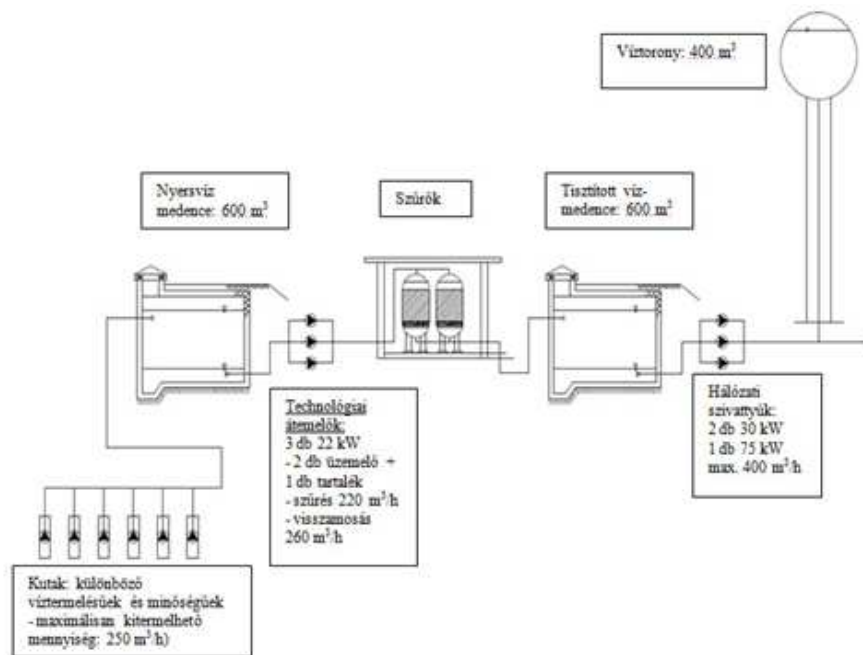 Víztorony: 400 m³
Nyersvíz
medence: 600 m³
Szűrők
Tisztított víz-
medence: 600 m³
Technológiai
átemelők:
3 db 22 kW
- 2 db üzemelő +
1 db tartalék
- szűrés 220 m³/h
- visszamosás
260 m³/h
Hálózati
szivattyúk:
2 db 30 kW
1 db 75 kW
max. 400 m³/h
Kutak: különböző
víztermelésűek és minőségűek
- maximálisan kitermelhető
mennyiség: 250 m³/h)